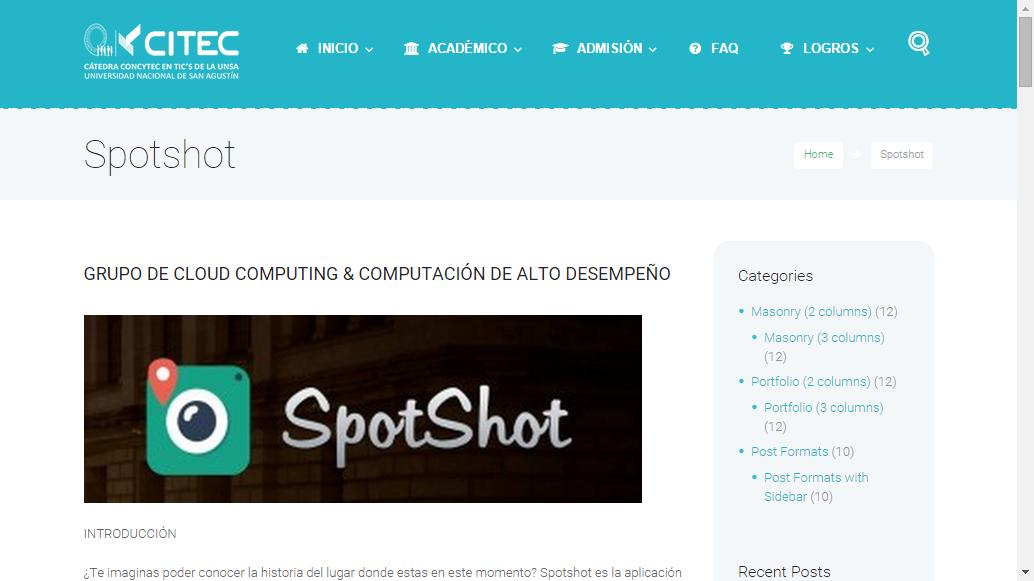 CITEC
CÁTEDRA CONCYTEC EN TIC'S DE LA UNSA
UNIVERSIDAD NACIONAL DE SAN AGUSTÍN
INICIO
ACADÉMICO
ADMISIÓN
FAQ
LOGROS
Spotshot
Home
Spotshot
GRUPO DE CLOUD COMPUTING & COMPUTACIÓN DE ALTO DESEMPEÑO
SpotShot
INTRODUCCIÓN
¿Te imaginas poder conocer la historia del lugar donde estas en este momento? Spotshot es la aplicación
Categories
Masonry (2 columns) (12)
Masonry (3 columns)
(12)
Portfolio (2 columns) (12)
Portfolio (3 columns)
(12)
Post Formats (10)
Post Formats with
Sidebar (10)
Recent Posts